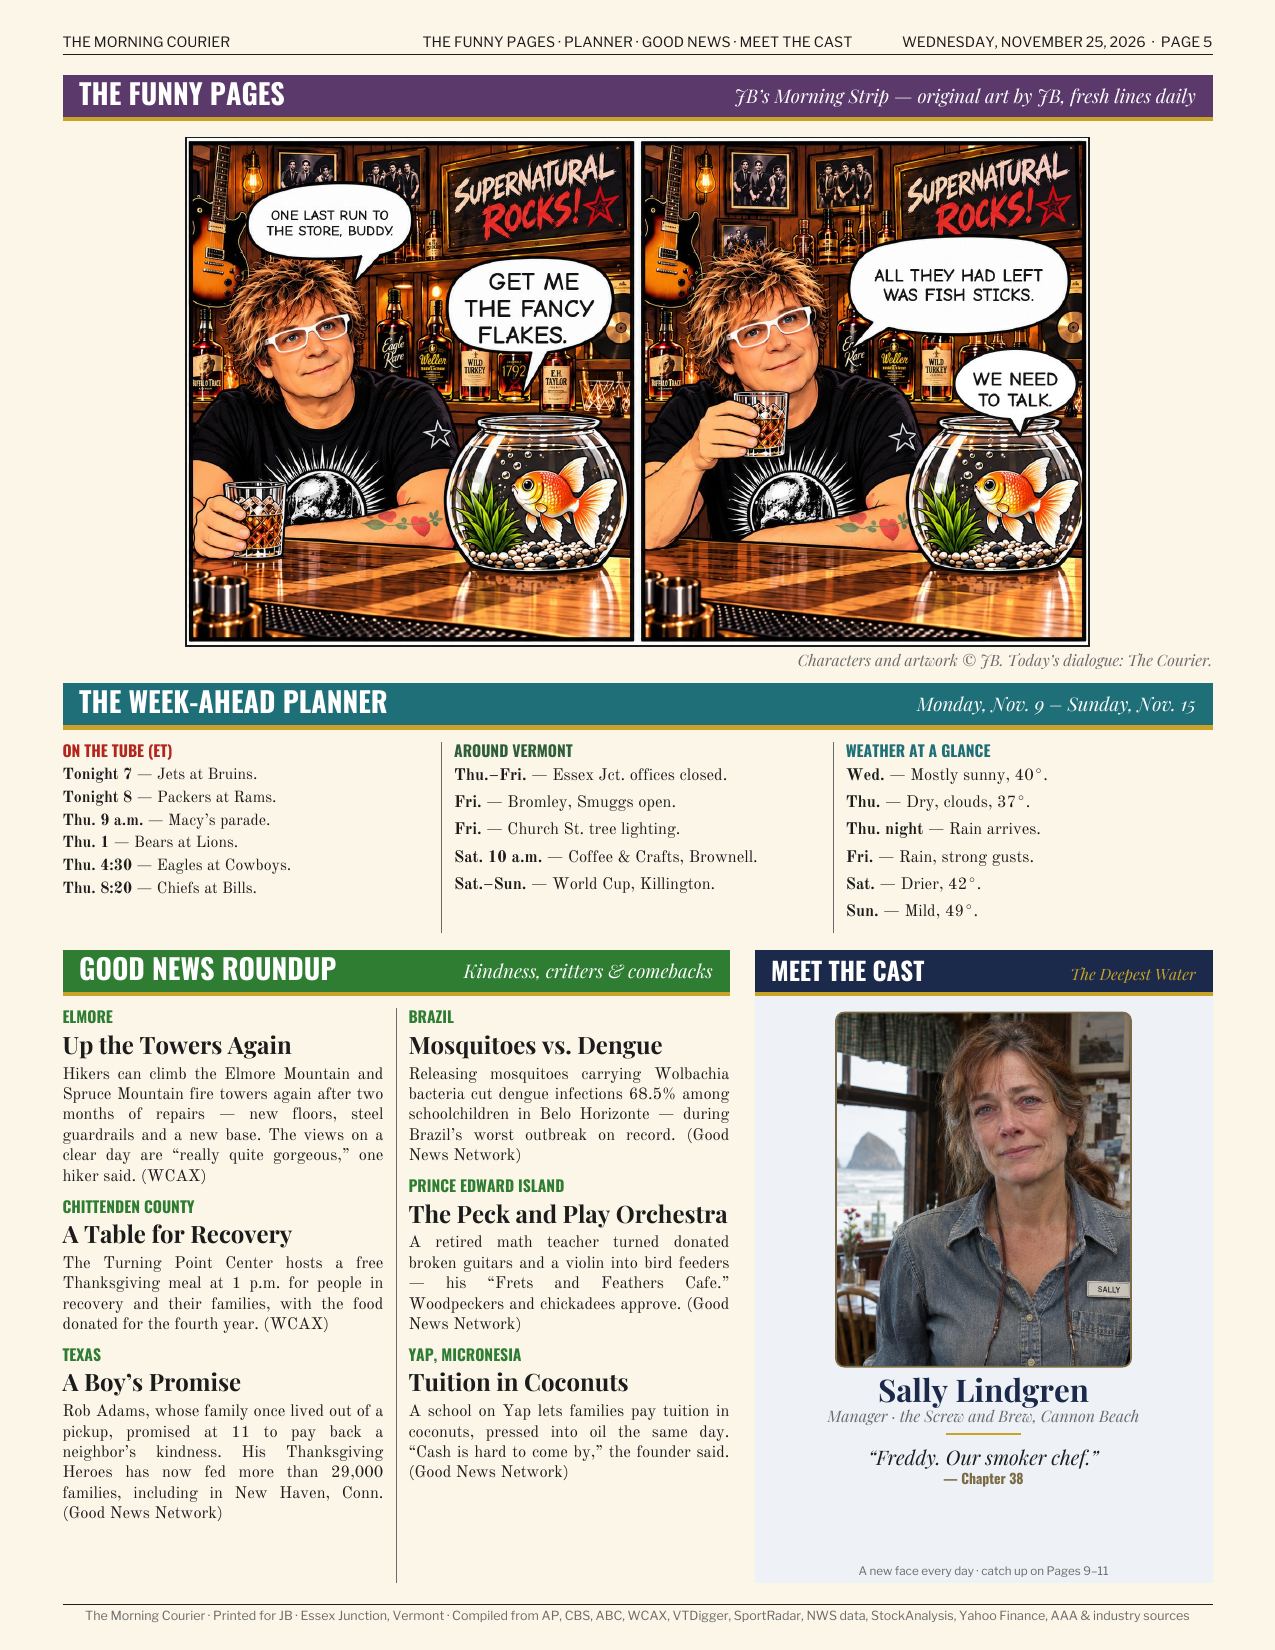 THE MORNING COURIER
THE FUNNY PAGES · PLANNER · GOOD NEWS · MEET THE CAST
WEDNESDAY, NOVEMBER 25, 2026 · PAGE 5
THE FUNNY PAGES
JB's Morning Strip — original art by JB, fresh lines daily
SUPERNATURAL
ROCKS!
ONE LAST RUN TO
THE STORE, BUDDY.
GET ME
THE FANCY
FLAKES.
BUFFALO TRACE
Eagle
Rare
Weller
WILD
TURKEY
1792
E.H.
TAYLOR
SUPERNATURAL
ROCKS!
ALL THEY HAD LEFT
WAS FISH STICKS.
WE NEED
TO TALK.
BUFFALO TRACE
Weller
WILD
TURKEY
Characters and artwork © JB. Today's dialogue: The Courier.
THE WEEK-AHEAD PLANNER
Monday, Nov. 9 – Sunday, Nov. 15
ON THE TUBE (ET)
Tonight 7 — Jets at Bruins.
Tonight 8 — Packers at Rams.
Thu. 9 a.m. — Macy's parade.
Thu. 1 — Bears at Lions.
Thu. 4:30 — Eagles at Cowboys.
Thu. 8:20 — Chiefs at Bills.
AROUND VERMONT
Thu.–Fri. — Essex Jct. offices closed.
Fri. — Bromley, Smuggs open.
Fri. — Church St. tree lighting.
Sat. 10 a.m. — Coffee & Crafts, Brownell.
Sat.–Sun. — World Cup, Killington.
WEATHER AT A GLANCE
Wed. — Mostly sunny, 40°.
Thu. — Dry, clouds, 37°.
Thu. night — Rain arrives.
Fri. — Rain, strong gusts.
Sat. — Drier, 42°.
Sun. — Mild, 49°.
GOOD NEWS ROUNDUP
Kindness, critters & comebacks
ELMORE
Up the Towers Again
Hikers can climb the Elmore Mountain and
Spruce Mountain fire towers again after two
months of repairs — new floors, steel
guardrails and a new base. The views on a
clear day are “really quite gorgeous,” one
hiker said. (WCAX)
CHITTENDEN COUNTY
A Table for Recovery
The Turning Point Center hosts a free
Thanksgiving meal at 1 p.m. for people in
recovery and their families, with the food
donated for the fourth year. (WCAX)
TEXAS
A Boy's Promise
Rob Adams, whose family once lived out of a
pickup, promised at 11 to pay back a
neighbor's kindness. His Thanksgiving
Heroes has now fed more than 29,000
families, including in New Haven, Conn.
(Good News Network)
BRAZIL
Mosquitoes vs. Dengue
Releasing mosquitoes carrying Wolbachia
bacteria cut dengue infections 68.5% among
schoolchildren in Belo Horizonte — during
Brazil's worst outbreak on record. (Good
News Network)
PRINCE EDWARD ISLAND
The Peck and Play Orchestra
A retired math teacher turned donated
broken guitars and a violin into bird feeders
— his “Frets and Feathers Cafe.”
Woodpeckers and chickadees approve. (Good
News Network)
YAP, MICRONESIA
Tuition in Coconuts
A school on Yap lets families pay tuition in
coconuts, pressed into oil the same day.
“Cash is hard to come by,” the founder said.
(Good News Network)
MEET THE CAST
The Deepest Water
SALLY
Sally Lindgren
Manager · the Screw and Brew, Cannon Beach
“Freddy. Our smoker chef.”
— Chapter 38
A new face every day · catch up on Pages 9–11
The Morning Courier · Printed for JB · Essex Junction, Vermont · Compiled from AP, CBS, ABC, WCAX, VTDigger, SportRadar, NWS data, StockAnalysis, Yahoo Finance, AAA & industry sources